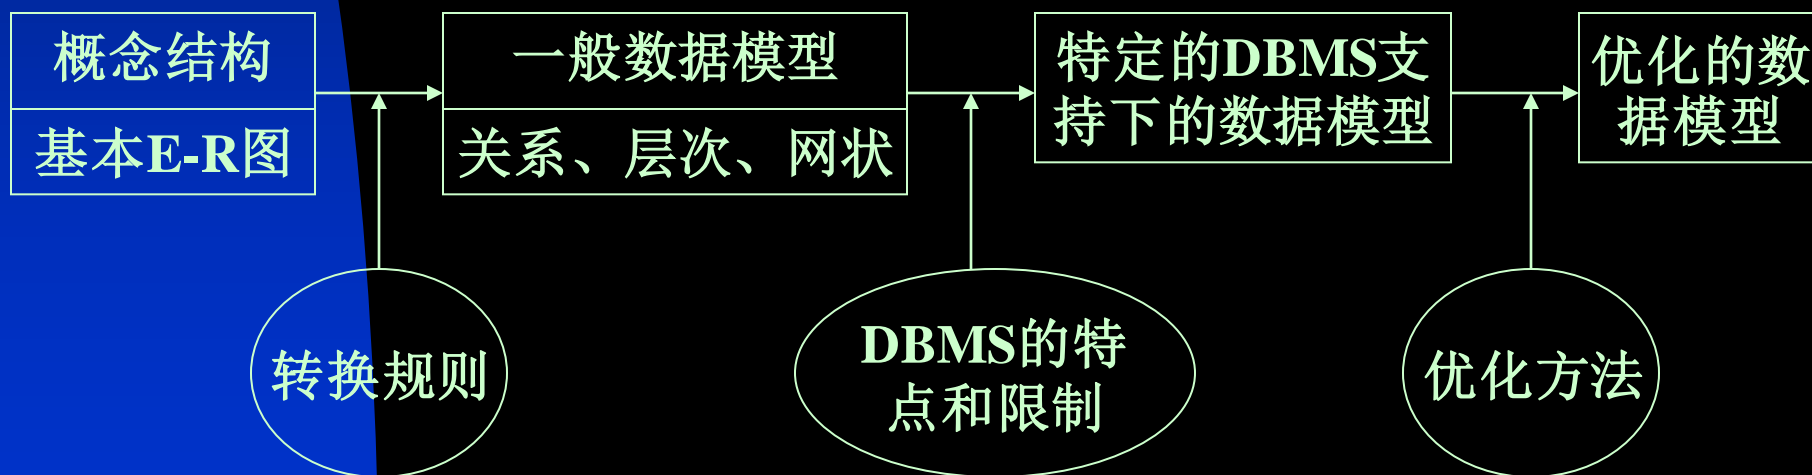 概念结构
基本E-R图
一般数据模型
关系、层次、网状
特定的DBMS支
持下的数据模型
优化的数
据模型
转换规则
DBMS的特
点和限制
优化方法